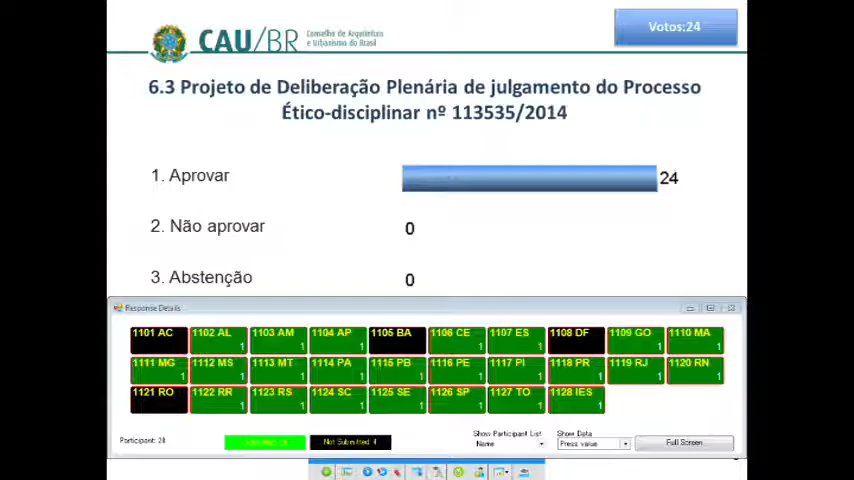 CAU/BR
Conselho de Arquitetura
e Urbanismo do Brasil
Votos:24
6.3 Projeto de Deliberação Plenária de julgamento do Processo
Ético-disciplinar nº 113535/2014
1. Aprovar 24
2. Não aprovar 0
3. Abstenção 0
Response Details
1101 AC 1102 AL 1 1103 AM 1 1104 AP 1 1105 BA 1106 CE 1 1107 ES 1 1108 DF 1109 GO 1 1110 MA 1
1111 MG 1 1112 MS 1 1113 MT 1 1114 PA 1 1115 PB 1 1116 PE 1 1117 PI 1 1118 PR 1 1119 RJ 1 1120 RN 1
1121 RO 1122 RR 1 1123 RS 1 1124 SC 1 1125 SE 1 1126 SP 1 1127 TO 1 1128 IES 1
Participant: 28
Not Submitted 4
Show Participant List
Name
Show Data
Press value
Full Screen